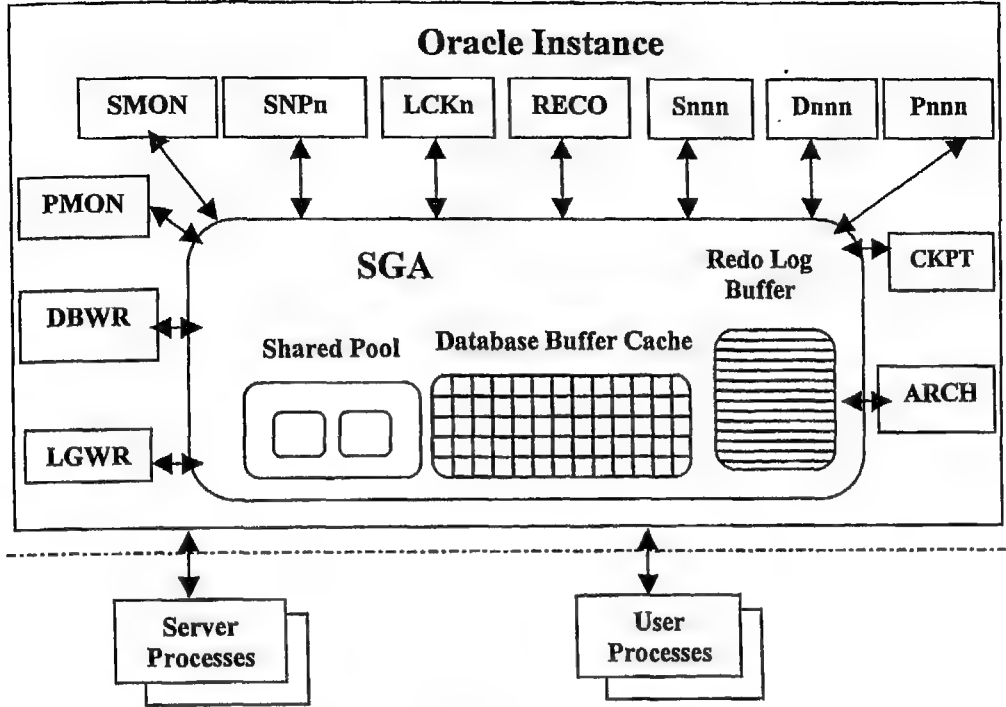 Oracle Instance
SMON
SNPn
LCKn
RECO
Snnn
Dnnn
Pnnn
PMON
SGA
Redo Log
Buffer
CKPT
DBWR
Shared Pool
Database Buffer Cache
ARCH
LGWR
Server
Processes
User
Processes